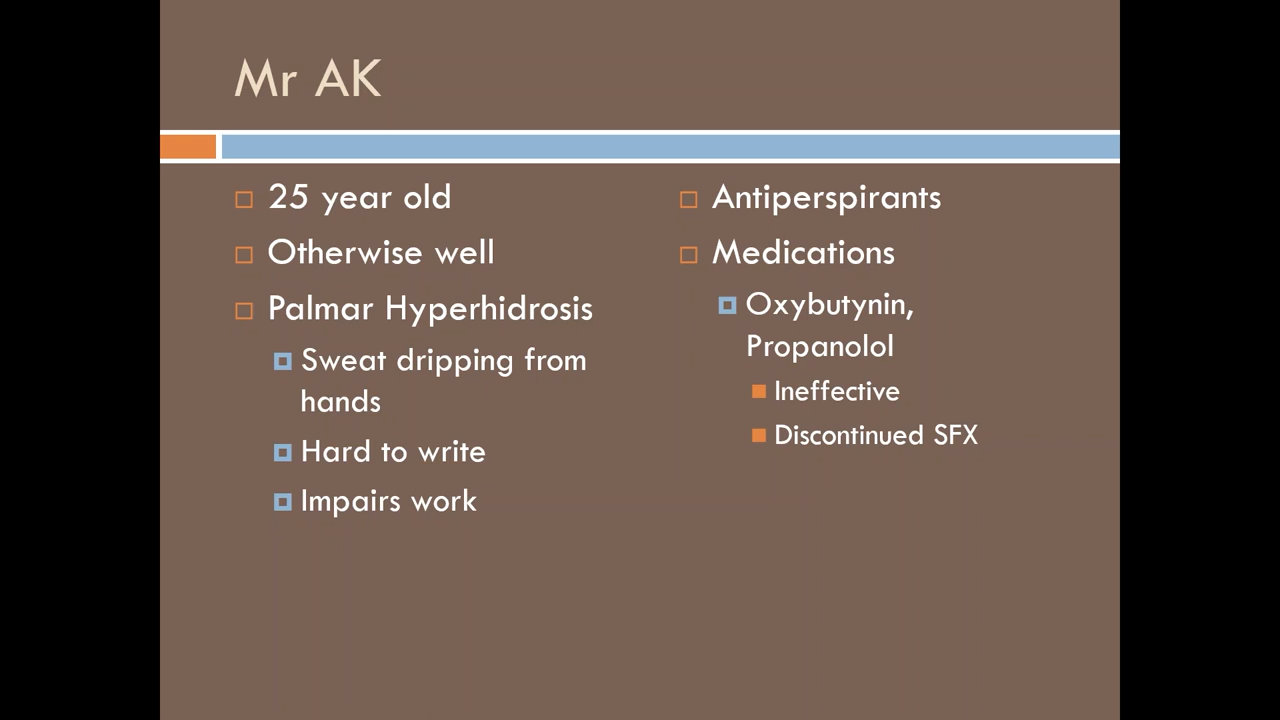 Mr AK
25 year old
Otherwise well
Palmar Hyperhidrosis
Sweat dripping from
hands
Hard to write
Impairs work
Antiperspirants
Medications
Oxybutynin,
Propanolol
Ineffective
Discontinued SFX